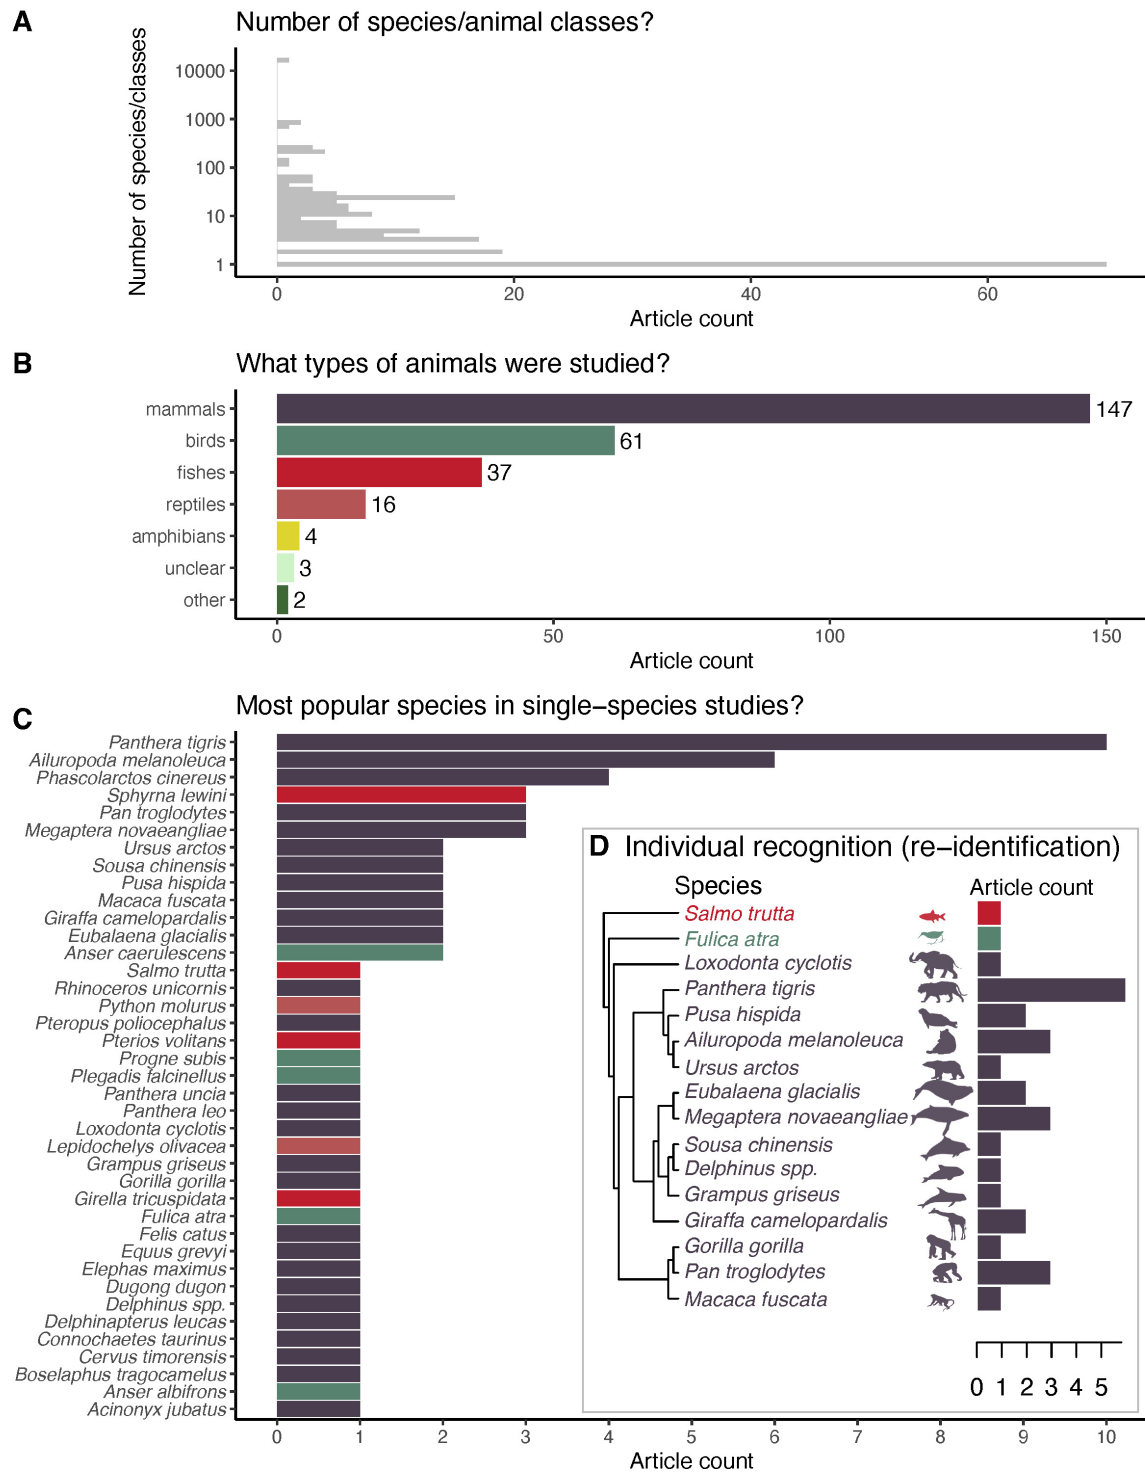 A
Number of species/animal classes?
Number of species/classes
10000
1000
100
10
1
0 20 40 60
Article count
B
What types of animals were studied?
mammals 147
birds 61
fishes 37
reptiles 16
amphibians 4
unclear 3
other 2
0 50 100 150
Article count
C
Most popular species in single−species studies?
Panthera tigris
Ailuropoda melanoleuca
Phascolarctos cinereus
Sphyrna lewini
Pan troglodytes
Megaptera novaeangliae
Ursus arctos
Sousa chinensis
Pusa hispida
Macaca fuscata
Giraffa camelopardalis
Eubalaena glacialis
Anser caerulescens
Salmo trutta
Rhinoceros unicornis
Python molurus
Pteropus poliocephalus
Pterios volitans
Progne subis
Plegadis falcinellus
Panthera uncia
Panthera leo
Loxodonta cyclotis
Lepidochelys olivacea
Grampus griseus
Gorilla gorilla
Girella tricuspidata
Fulica atra
Felis catus
Equus grevyi
Elephas maximus
Dugong dugon
Delphinus spp.
Delphinapterus leucas
Connochaetes taurinus
Cervus timorensis
Boselaphus tragocamelus
Anser albifrons
Acinonyx jubatus
0 1 2 3 4 5 6 7 8 9 10
Article count
D Individual recognition (re−identification)
Species Article count
Salmo trutta
Fulica atra
Loxodonta cyclotis
Panthera tigris
Pusa hispida
Ailuropoda melanoleuca
Ursus arctos
Eubalaena glacialis
Megaptera novaeangliae
Sousa chinensis
Delphinus spp.
Grampus griseus
Giraffa camelopardalis
Gorilla gorilla
Pan troglodytes
Macaca fuscata
0 1 2 3 4 5